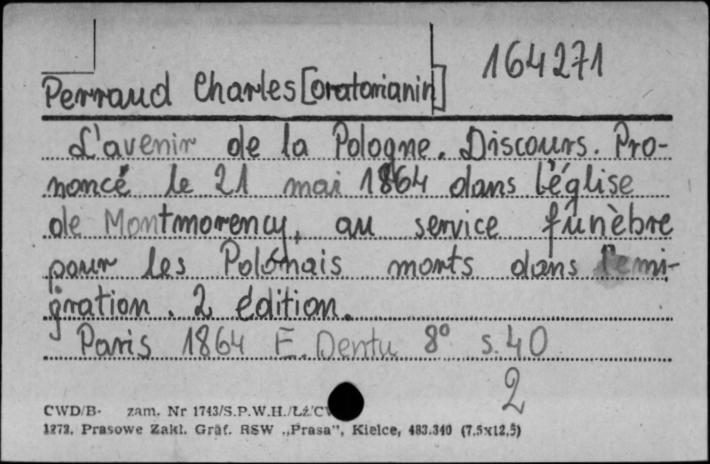 164271
Perraud Charles [oratorianin]
L'avenir de la Pologne. Discours. Pro-
noncé le 21 mai 1864 dans l'église
de Montmorency, au service funèbre
pour les Polonais morts dans l'emi-
gration. 2 édition.
Paris 1864 E. Dentu 8° s. 40
2
CWD/B- zam. Nr 1743/S.P.W.H./Łż/
1272. Prasowe Zakł. Graf. RSW „Prasa", Kielce, 483.340 (7,5x12,5)